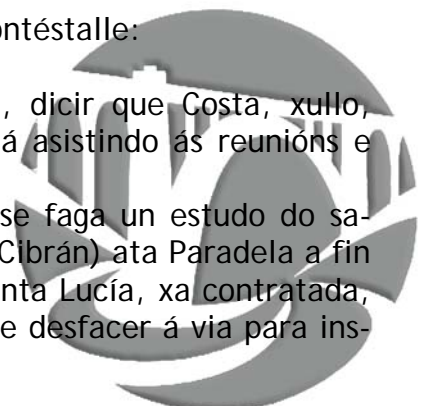 ontéstalle:
, dicir que Costa, xullo,
á asistindo ás reunións e
se faga un estudo do sa-
Cibrán) ata Paradela a fin
nta Lucía, xa contratada,
e desfacer á via para ins-